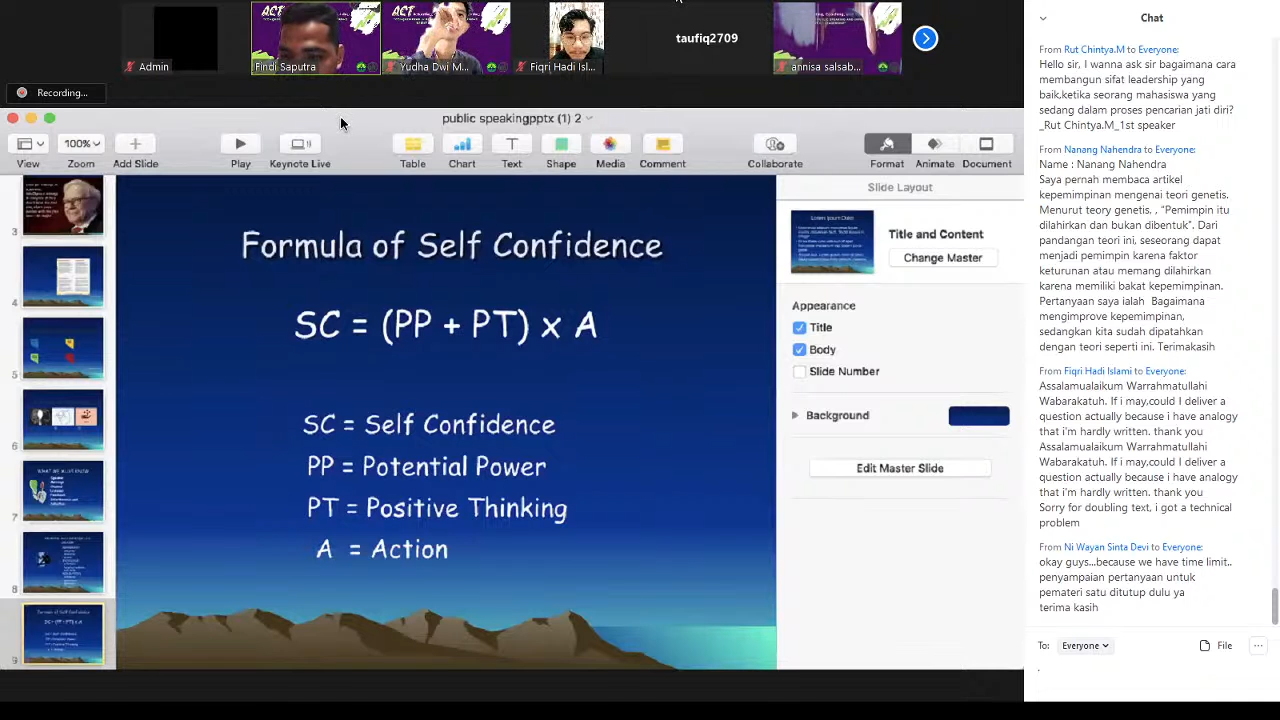 Admin
Findi Saputra
Yudha Dwi
Fiqri Hadi Isl...
taufiq2709
annisa salsab...
Recording...
public speakingpptx (1) 2
View
100%
Zoom
Add Slide
Play
Keynote Live
Table
Chart
Text
Shape
Media
Comment
Collaborate
Format
Animate
Document
3
4
5
6
7
8
9
Formula of Self Confidence
SC = (PP + PT) x A
SC = Self Confidence
PP = Potential Power
PT = Positive Thinking
A = Action
Slide Layout
Title and Content
Change Master
Appearance
Title
Body
Slide Number
Background
Edit Master Slide
Chat
From Rut Chintya.M to Everyone:
Hello sir, I wanna ask sir bagaimana cara
membangun sifat leadership yang
baik,ketika seorang mahasiswa yang
sedang dalam proses pencarian jati diri?
_Rut Chintya.M_1st speaker
From Nanang Nahendra to Everyone:
Name : Nanang Nahendra
Saya pernah membaca artikel
kepemimpinan mengenai teori genetis.
Menurut teory genetis. , "Pemimpin itu
dilahirkan bukan dibentuk". Dari
pandangan ini, seseorang dapat
menjadi pemimpin karena faktor
keturunan atau memang dilahirkan
karena memiliki bakat kepemimpinan.
Pertanyaan saya ialah Bagaimana
mengimprove kepemimpinan,
sedangkan kita sudah dipatahkan
dengan teori seperti ini. Terimakasih
From Fiqri Hadi Islami to Everyone:
Assalamualaikum Warrahmatullahi
Wabarakatuh. If i may,could I deliver a
question actually because i have analogy
that i'm hardly written. thank you
Assalamualaikum Warrahmatullahi
Wabarakatuh. If i may,could I deliver a
question actually because i have analogy
that i'm hardly written. thank you
Sorry for doubling text, i got a technical
problem
From Ni Wayan Sinta Devi to Everyone:
okay guys...because we have time limit..
penyampaian pertanyaan untuk
pemateri satu ditutup dulu ya
terima kasih
To: Everyone
File